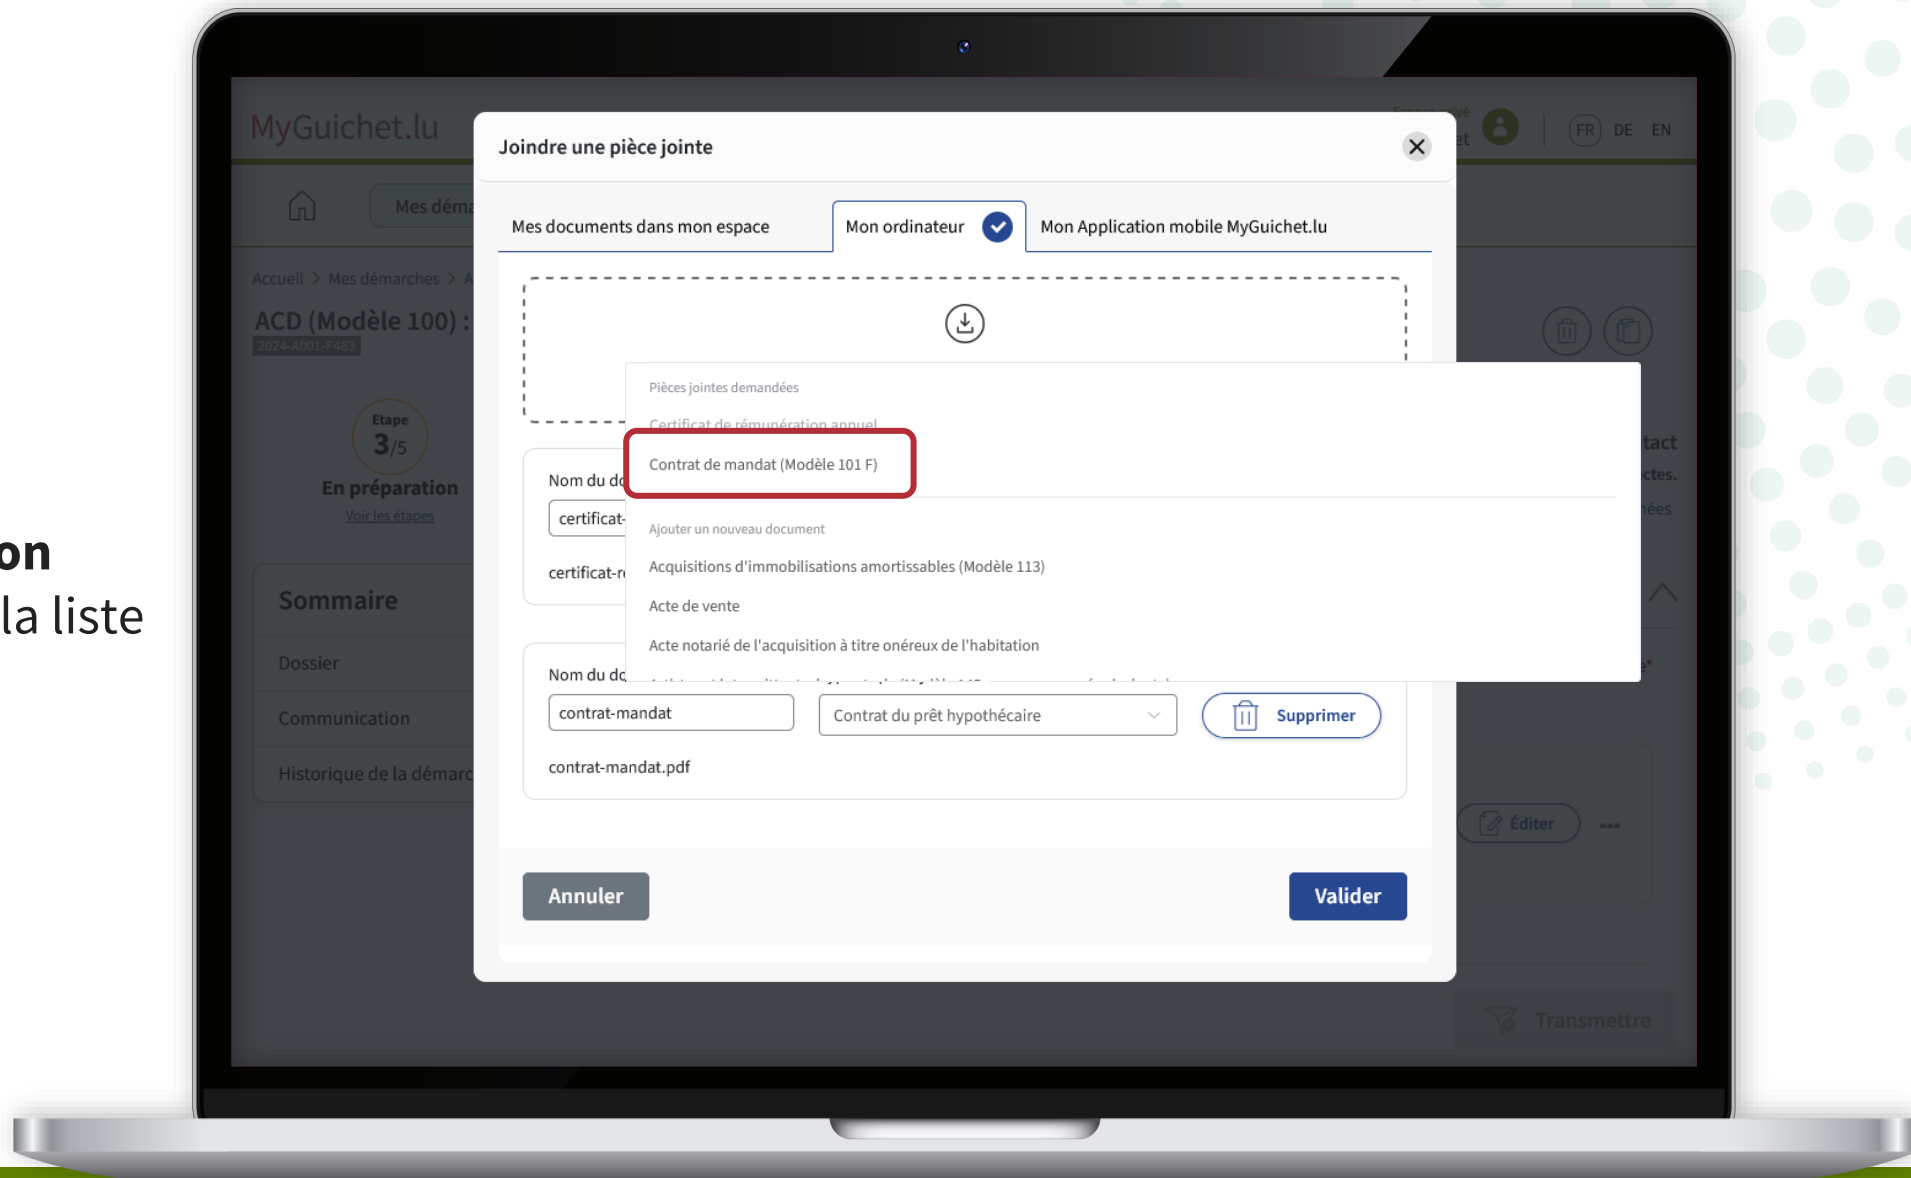 MyGuichet.lu
FR DE EN
Joindre une pièce jointe
Mes documents dans mon espace
Mon ordinateur
Mon Application mobile MyGuichet.lu
Accueil > Mes démarches >
ACD (Modèle 100) :
2024-A001-F483
Etape
3/5
En préparation
Voir les étapes
on
la liste
Sommaire
Dossier
Communication
Historique de la démarc
Pièces jointes demandées
Certificat de rémunération annuel
Contrat de mandat (Modèle 101 F)
Ajouter un nouveau document
Acquisitions d'immobilisations amortissables (Modèle 113)
Acte de vente
Acte notarié de l'acquisition à titre onéreux de l'habitation
Nom du do
certificat-
certificat-r
Nom du do
contrat-mandat
Contrat du prêt hypothécaire
Supprimer
contrat-mandat.pdf
Annuler
Valider
tact
ctes.
nées
Éditer
Transmettre